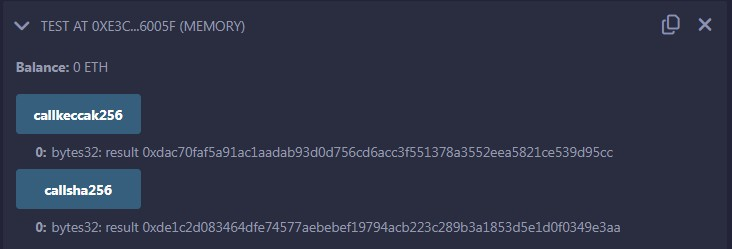 TEST AT 0XE3C...6005F (MEMORY)
Balance: 0 ETH
callkeccak256
0: bytes32: result 0xdac70faf5a91ac1aadab93d0d756cd6acc3f551378a3552eea5821ce539d95cc
callsha256
0: bytes32: result 0xde1c2d083464dfe74577aebebef19794acb223c289b3a1853d5e1d0f0349e3aa